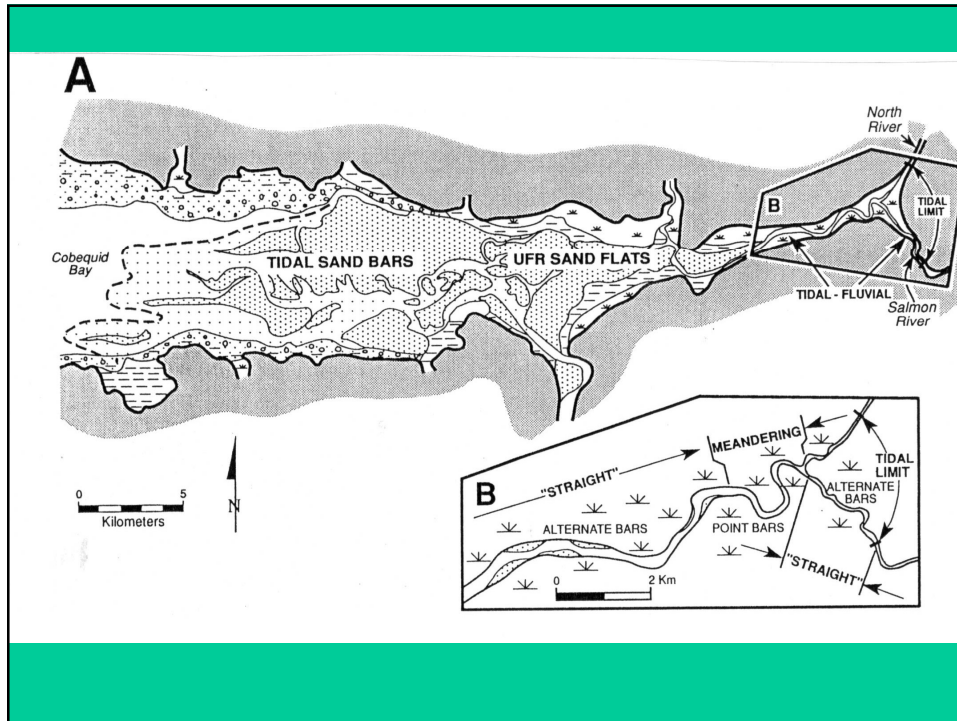 A
North
River
B
TIDAL
LIMIT
Cobequid
Bay
TIDAL SAND BARS
UFR SAND FLATS
TIDAL - FLUVIAL
Salmon
River
0 5
Kilometers
N
B
"STRAIGHT"
MEANDERING
TIDAL
LIMIT
ALTERNATE
BARS
ALTERNATE BARS
POINT BARS
"STRAIGHT"
0 2 Km